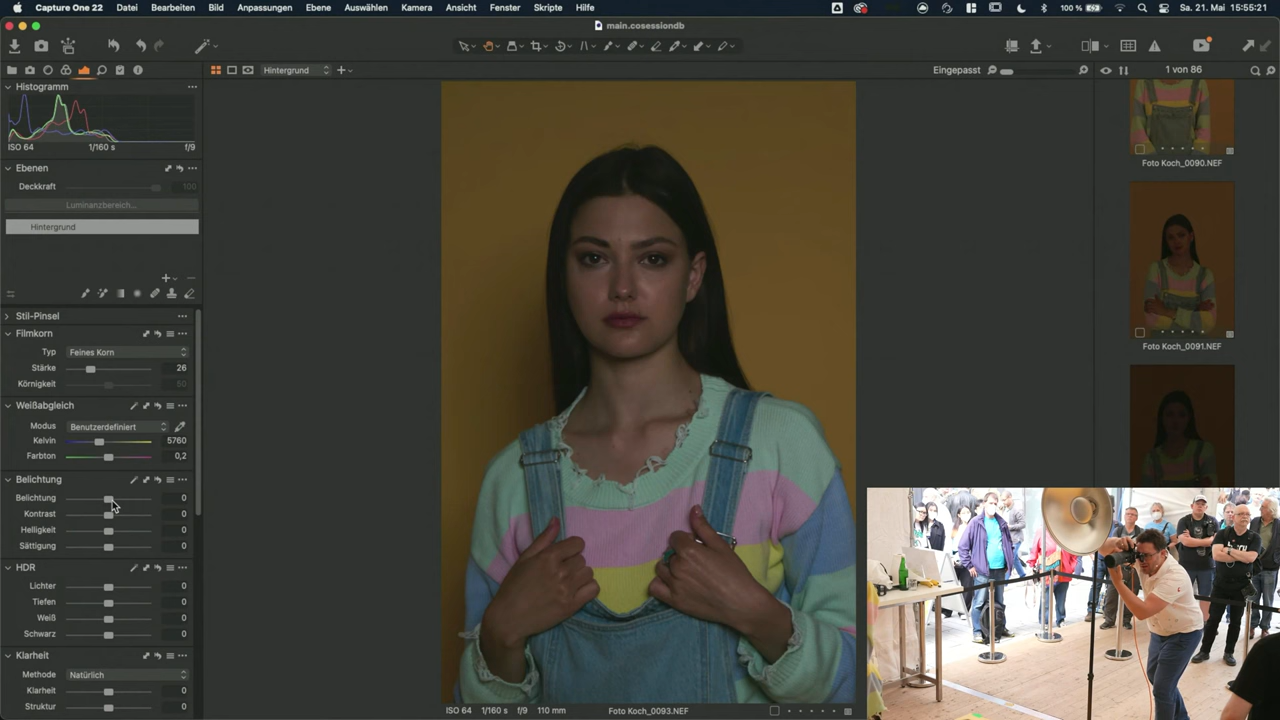 Capture One 22 Datei Bearbeiten Bild Anpassungen Ebene Auswählen Kamera Ansicht Fenster Skripte Hilfe 100 % Sa. 21. Mai 15:55:21
main.cosessiondb
Hintergrund Eingepasst 1 von 86
Histogramm
ISO 64 1/160 s f/9
Ebenen
Deckkraft 100
Luminanzbereich...
Hintergrund
Stil-Pinsel
Filmkorn
Typ Feines Korn
Stärke 26
Körnigkeit 50
Weißabgleich
Modus Benutzerdefiniert
Kelvin 5760
Farbton 0,2
Belichtung
Belichtung 0
Kontrast 0
Helligkeit 0
Sättigung 0
HDR
Lichter 0
Tiefen 0
Weiß 0
Schwarz 0
Klarheit
Methode Natürlich
Klarheit 0
Struktur 0
ISO 64 1/160 s f/9 110 mm Foto Koch_0093.NEF
Foto Koch_0090.NEF
Foto Koch_0091.NEF